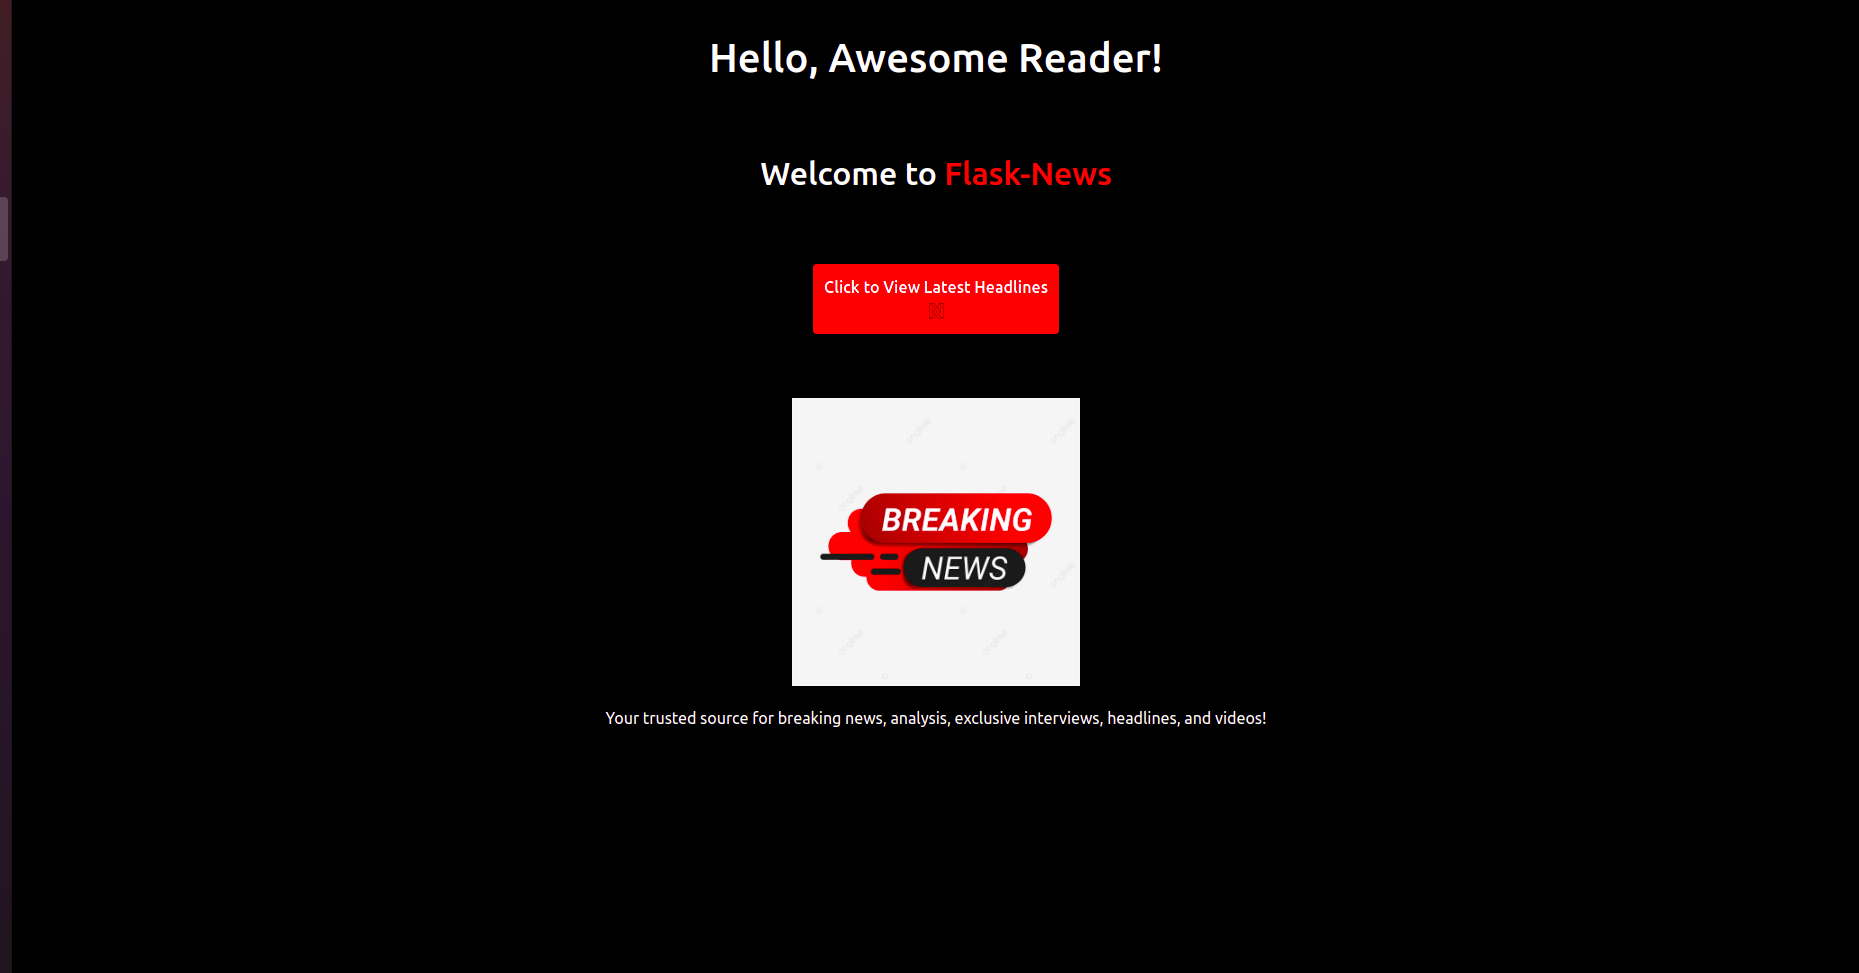 Hello, Awesome Reader!
Welcome to Flask-News
Click to View Latest Headlines
N
BREAKING
NEWS
Your trusted source for breaking news, analysis, exclusive interviews, headlines, and videos!